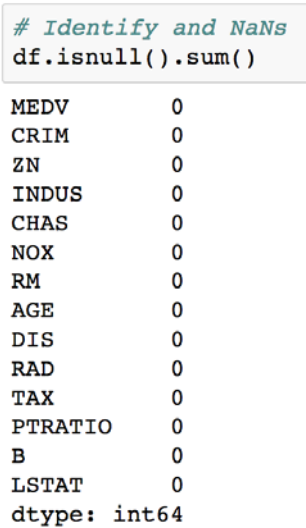 # Identify and NaNs
df.isnull().sum()
MEDV 0
CRIM 0
ZN 0
INDUS 0
CHAS 0
NOX 0
RM 0
AGE 0
DIS 0
RAD 0
TAX 0
PTRATIO 0
B 0
LSTAT 0
dtype: int64